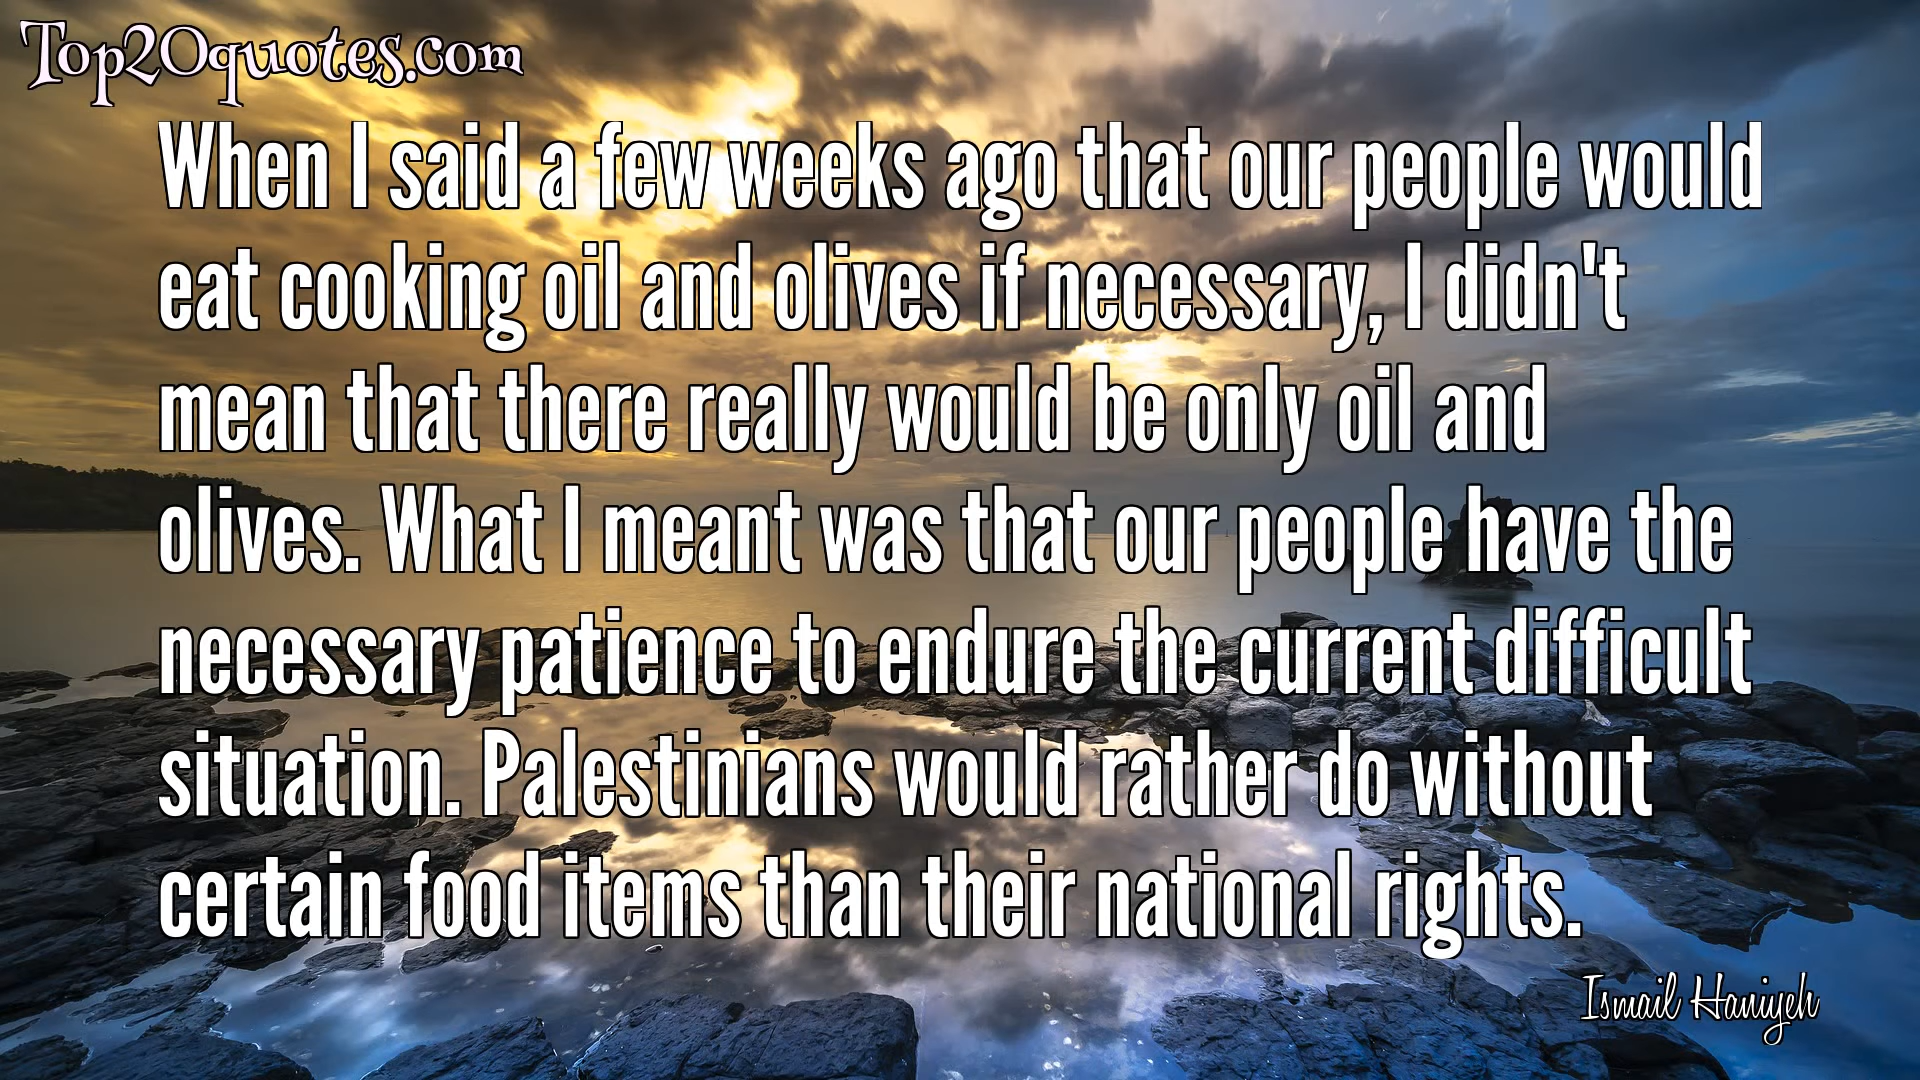 Top20quotes.com
When I said a few weeks ago that our people would
eat cooking oil and olives if necessary, I didn't
mean that there really would be only oil and
olives. What I meant was that our people have the
necessary patience to endure the current difficult
situation. Palestinians would rather do without
certain food items than their national rights.
Ismail Haniyeh